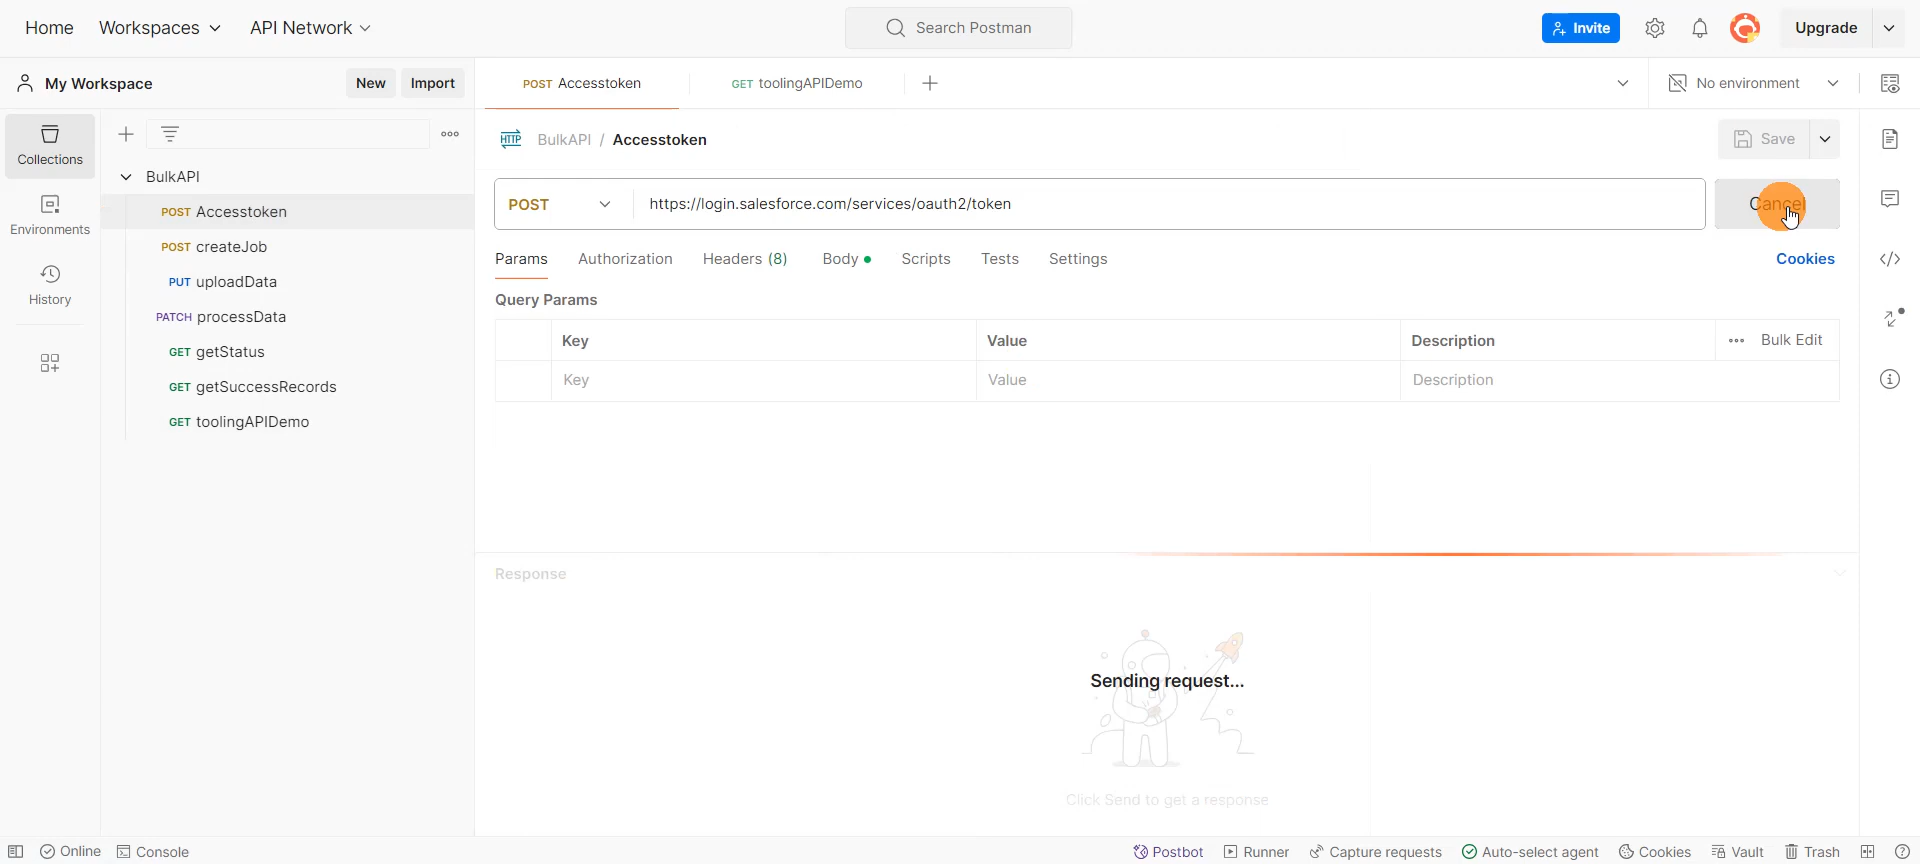 Home Workspaces API Network Search Postman Invite Upgrade
My Workspace New Import POST Accesstoken GET toolingAPIDemo No environment
Collections
Environments
History
BulkAPI
POST Accesstoken
POST createJob
PUT uploadData
PATCH processData
GET getStatus
GET getSuccessRecords
GET toolingAPIDemo
HTTP BulkAPI / Accesstoken Save
POST https://login.salesforce.com/services/oauth2/token Cancel
Params Authorization Headers (8) Body Scripts Tests Settings Cookies
Query Params
Key Value Description Bulk Edit
Key Value Description
Response
Sending request...
Click Send to get a response
Online Console Postbot Runner Capture requests Auto-select agent Cookies Vault Trash